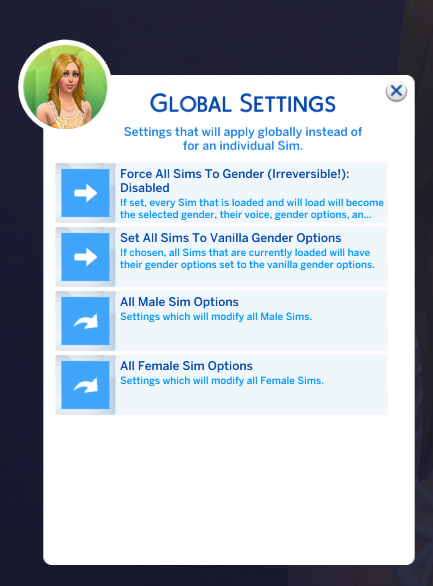 Global Settings
Settings that will apply globally instead of
for an individual Sim.
Force All Sims To Gender (Irreversible!):
Disabled
If set, every Sim that is loaded and will load will become
the selected gender, their voice, gender options, an...
Set All Sims To Vanilla Gender Options
If chosen, all Sims that are currently loaded will have
their gender options set to the vanilla gender options.
All Male Sim Options
Settings which will modify all Male Sims.
All Female Sim Options
Settings which will modify all Female Sims.